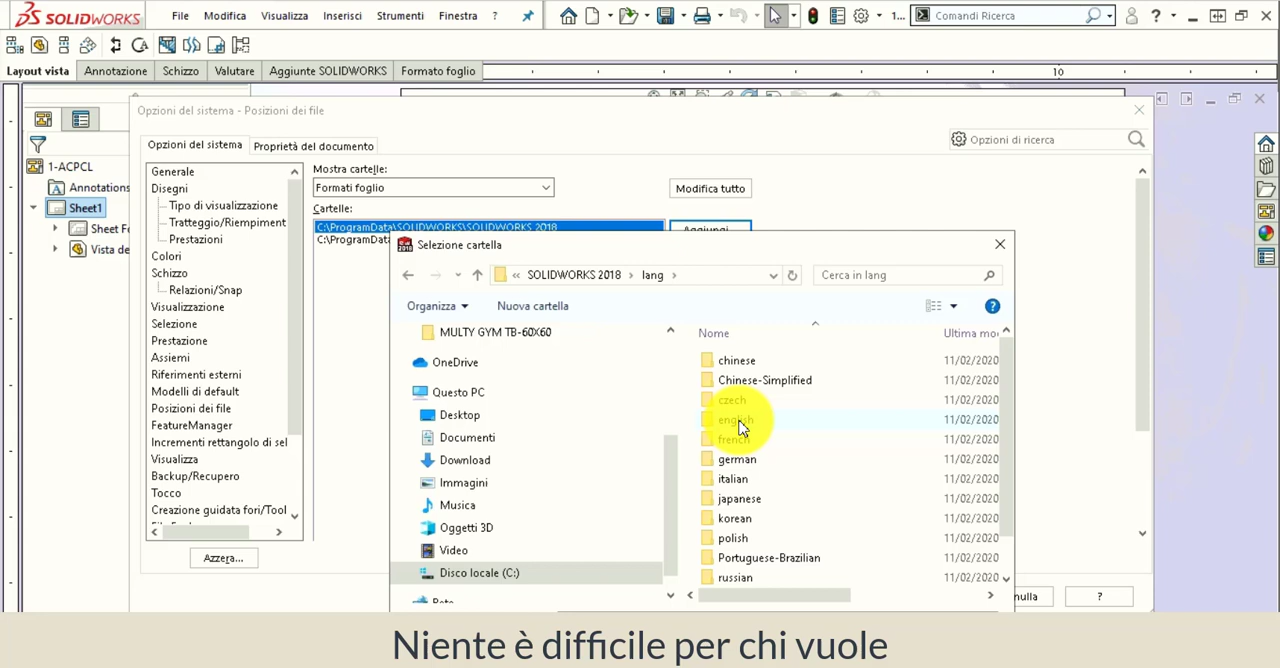 SOLIDWORKS
File Modifica Visualizza Inserisci Strumenti Finestra ?
1...
Comandi Ricerca
?
Layout vista Annotazione Schizzo Valutare Aggiunte SOLIDWORKS Formato foglio
10
Opzioni del sistema - Posizioni dei file
Opzioni del sistema Proprietà del documento
Opzioni di ricerca
1-ACPCL
Annotations
Sheet1
Sheet Fo
Vista de
Generale
Disegni
Tipo di visualizzazione
Tratteggio/Riempiment
Prestazioni
Colori
Schizzo
Relazioni/Snap
Visualizzazione
Selezione
Prestazione
Assiemi
Riferimenti esterni
Modelli di default
Posizioni dei file
FeatureManager
Incrementi rettangolo di sel
Visualizza
Backup/Recupero
Tocco
Creazione guidata fori/Tool
Azzera...
Mostra cartelle:
Formati foglio
Modifica tutto
Cartelle:
C:\ProgramData\SOLIDWORKS\SOLIDWORKS 2018
Aggiungi
C:\ProgramData
Selezione cartella
« SOLIDWORKS 2018 › lang ›
Cerca in lang
Organizza Nuova cartella
?
MULTY GYM TB-60X60
OneDrive
Questo PC
Desktop
Documenti
Download
Immagini
Musica
Oggetti 3D
Video
Disco locale (C:)
Nome Ultima mo
chinese 11/02/2020
Chinese-Simplified 11/02/2020
czech 11/02/2020
english 11/02/2020
french 11/02/2020
german 11/02/2020
italian 11/02/2020
japanese 11/02/2020
korean 11/02/2020
polish 11/02/2020
Portuguese-Brazilian 11/02/2020
russian 11/02/2020
nulla ?
Niente è difficile per chi vuole